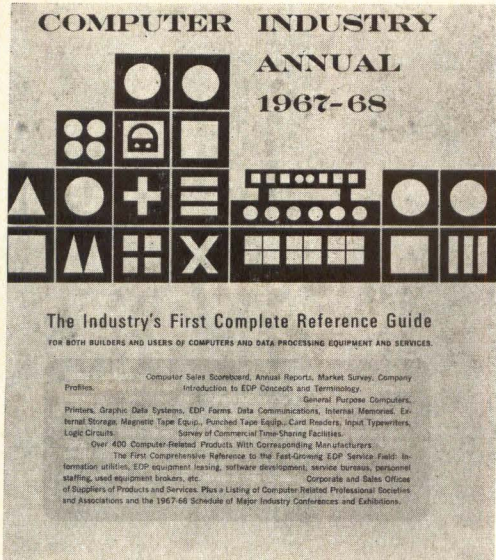 COMPUTER INDUSTRY
ANNUAL
1967-68
The Industry's First Complete Reference Guide
FOR BOTH BUILDERS AND USERS OF COMPUTERS AND DATA PROCESSING EQUIPMENT AND SERVICES.
Computer Sales Scoreboard, Annual Reports, Market Survey, Company
Profiles. Introduction to EDP Concepts and Terminology.
General Purpose Computers,
Printers, Graphic Data Systems, EDP Forms, Data Communications, Internal Memories, Ex-
ternal Storage, Magnetic Tape Equip., Punched Tape Equip., Card Readers, Input Typewriters,
Logic Circuits. Survey of Commercial Time-Sharing Facilities.
Over 400 Computer-Related Products With Corresponding Manufacturers.
The First Comprehensive Reference to the Fast-Growing EDP Service Field: In-
formation utilities, EDP equipment leasing, software development, service bureaus, personnel
staffing, used equipment brokers, etc. Corporate and Sales Offices
of Suppliers of Products and Services. Plus a Listing of Computer Related Professional Societies
and Associations and the 1967-68 Schedule of Major Industry Conferences and Exhibitions.